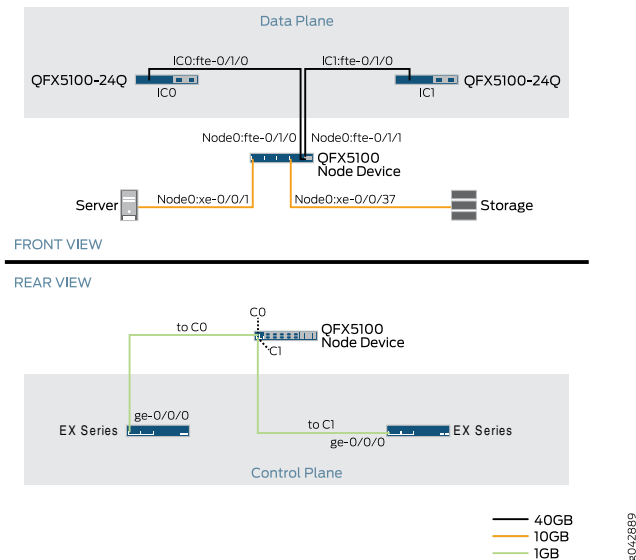 Data Plane
IC0:fte-0/1/0
IC1:fte-0/1/0
QFX5100-24Q
IC0
IC1
QFX5100-24Q
Node0:fte-0/1/0
Node0:fte-0/1/1
QFX5100
Node Device
Server
Node0:xe-0/0/1
Node0:xe-0/0/37
Storage
FRONT VIEW
REAR VIEW
C0
to C0
QFX5100
Node Device
C1
ge-0/0/0
EX Series
to C1
EX Series
ge-0/0/0
Control Plane
40GB
10GB
1GB
g042889